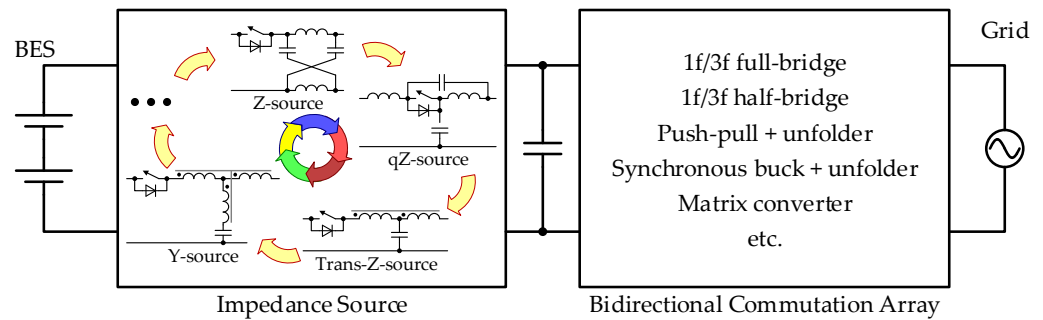 BES
Z-source
qZ-source
Y-source
Trans-Z-source
Impedance Source
1f/3f full-bridge
1f/3f half-bridge
Push-pull + unfolder
Synchronous buck + unfolder
Matrix converter
etc.
Bidirectional Commutation Array
Grid